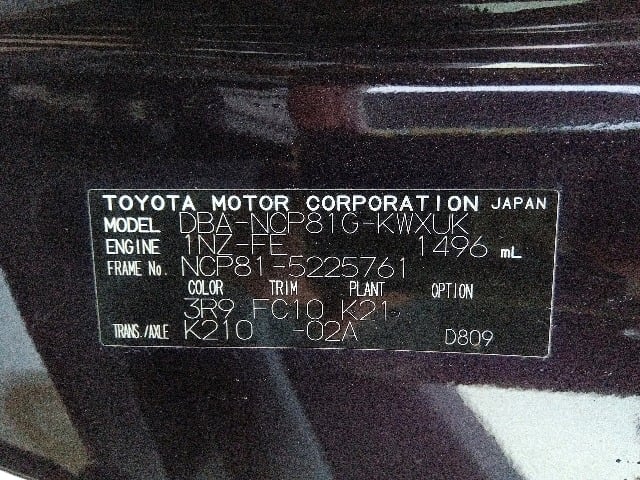 TOYOTA MOTOR CORPORATION JAPAN
MODEL DBA-NCP81G-KWXUK
ENGINE 1NZ-FE 1496 mL
FRAME No. NCP81-5225761
COLOR TRIM PLANT OPTION
3R9 FC10 K21
TRANS./AXLE K210 -02A D809